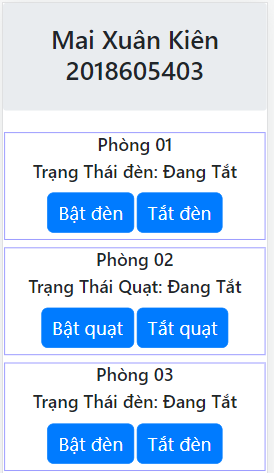 Mai Xuân Kiên
2018605403
Phòng 01
Trạng Thái đèn: Đang Tắt
Bật đèn Tắt đèn
Phòng 02
Trạng Thái Quạt: Đang Tắt
Bật quạt Tắt quạt
Phòng 03
Trạng Thái đèn: Đang Tắt
Bật đèn Tắt đèn